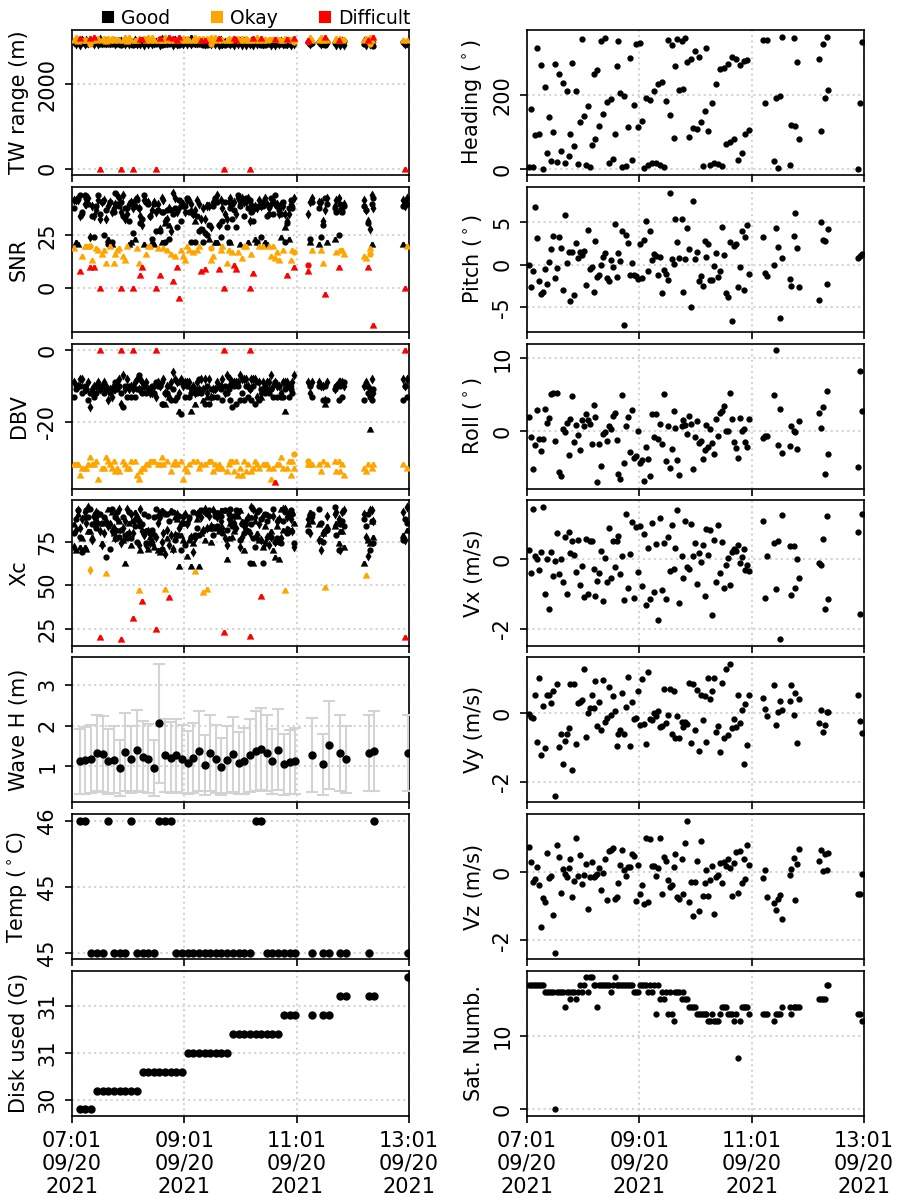 Good Okay Difficult
TW range (m)
2000
0
Heading (°)
200
0
SNR
25
0
Pitch (°)
5
0
-5
DBV
0
-20
Roll (°)
10
0
Xc
75
50
25
Vx (m/s)
0
-2
Wave H (m)
3
2
1
Vy (m/s)
0
-2
Temp (°C)
46
45
45
Vz (m/s)
0
-2
Disk used (G)
31
31
30
Sat. Numb.
10
0
07:01 09:01 11:01 13:01 07:01 09:01 11:01 13:01
09/20 09/20 09/20 09/20 09/20 09/20 09/20 09/20
2021 2021 2021 2021 2021 2021 2021 2021